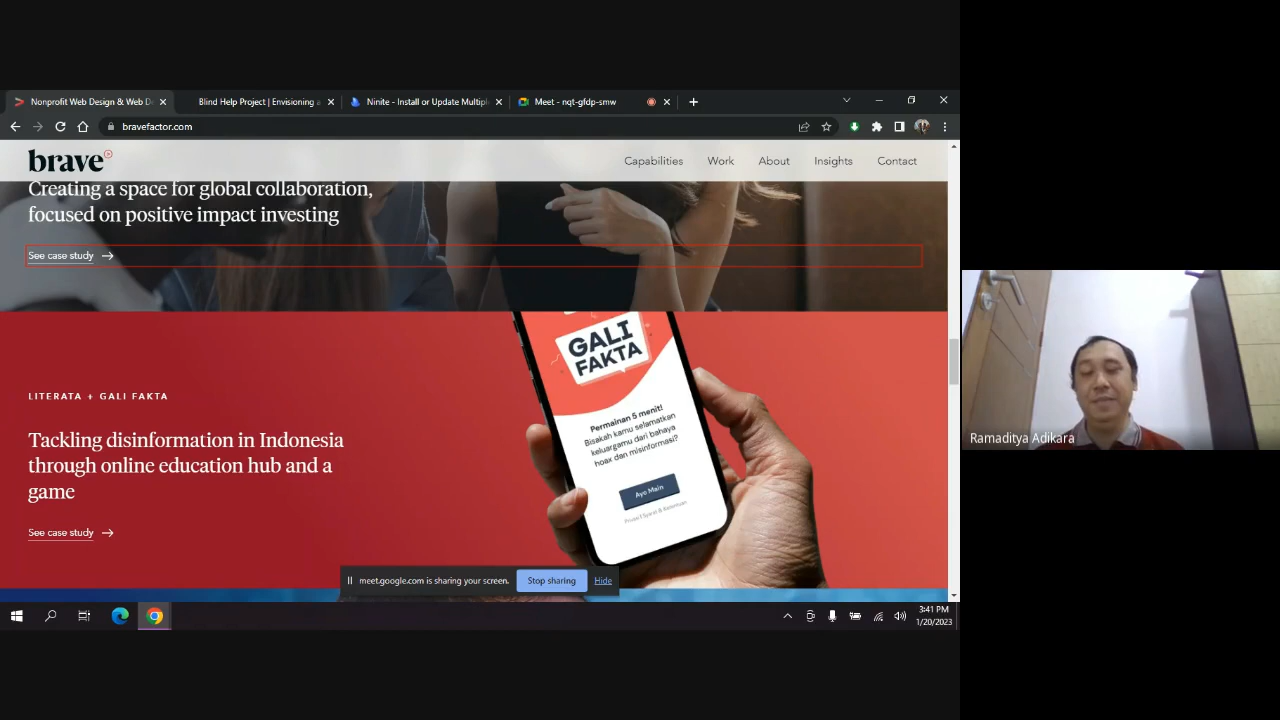 Nonprofit Web Design & Web D
Blind Help Project | Envisioning a
Ninite - Install or Update Multipl
Meet - nqt-gfdp-smw
bravefactor.com
brave
Capabilities
Work
About
Insights
Contact
Creating a space for global collaboration,
focused on positive impact investing
See case study
GALI
FAKTA
LITERATA + GALI FAKTA
Tackling disinformation in Indonesia
through online education hub and a
game
See case study
Permainan 5 menit!
Bisakah kamu selamatkan
keluargamu dari bahaya
hoax dan misinformasi?
Ayo Main
meet.google.com is sharing your screen.
Stop sharing
Hide
3:41 PM
1/20/2023
Ramaditya Adikara